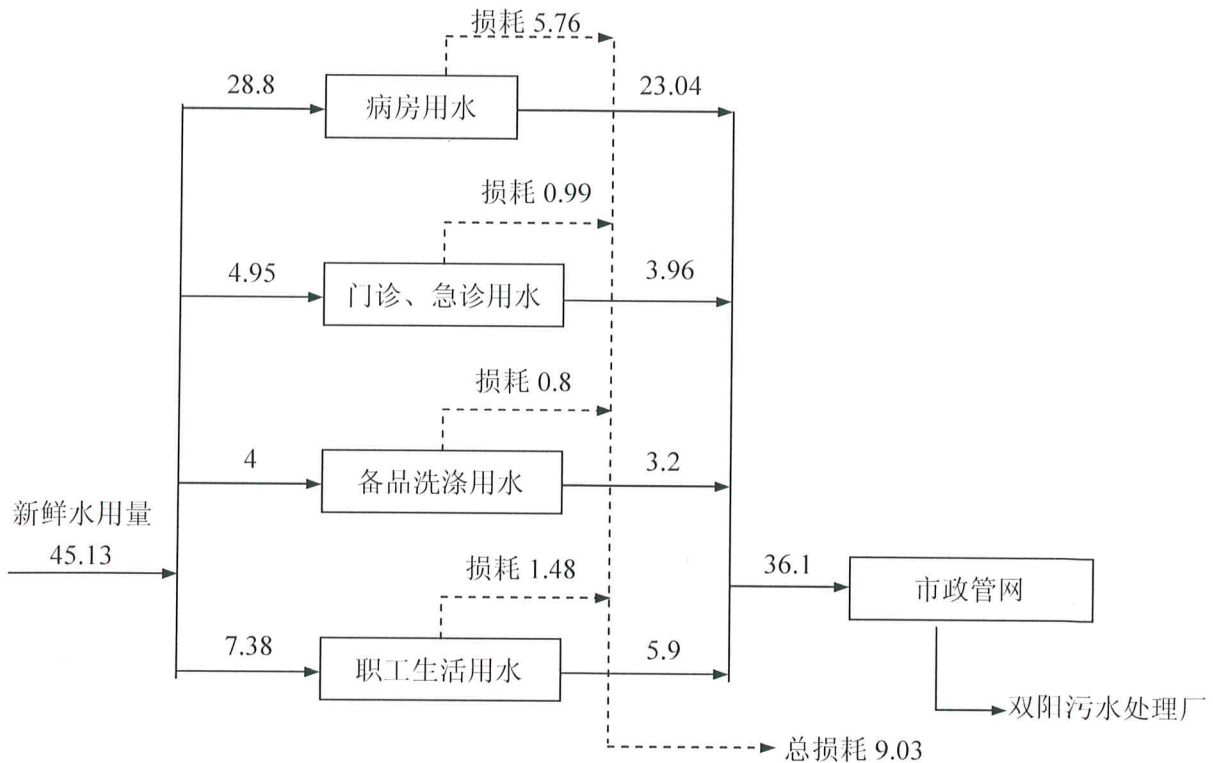 损耗 5.76
28.8
病房用水
23.04
损耗 0.99
4.95
门诊、急诊用水
3.96
损耗 0.8
4
备品洗涤用水
3.2
新鲜水用量
45.13
损耗 1.48
36.1
市政管网
7.38
职工生活用水
5.9
双阳污水处理厂
总损耗 9.03